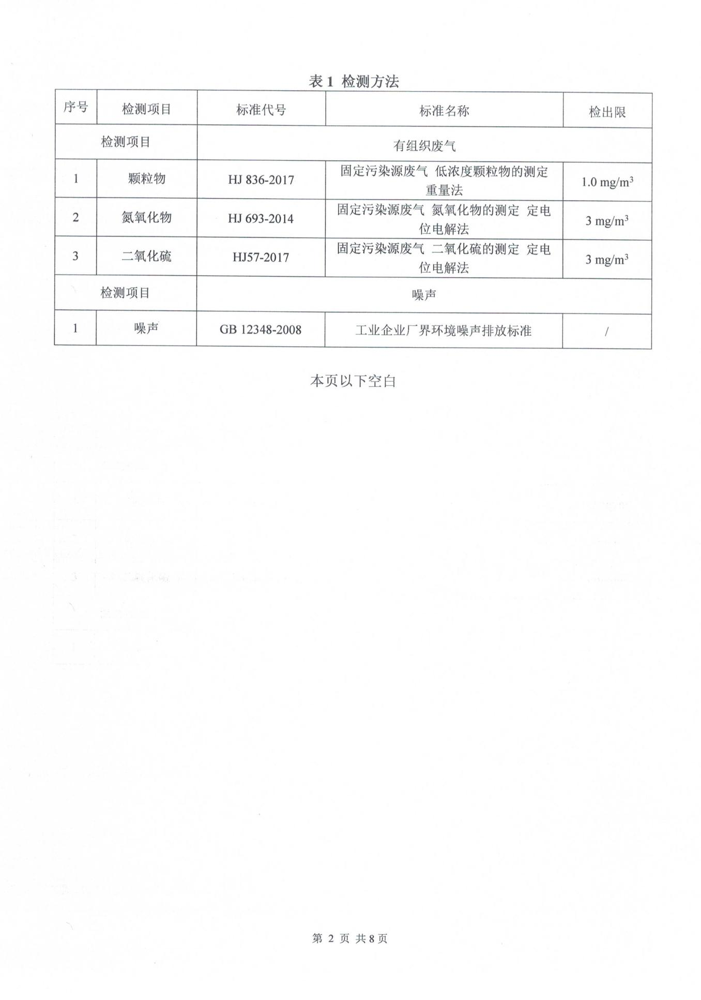 表 1 检测方法
序号 检测项目 标准代号 标准名称 检出限
检测项目 有组织废气
1 颗粒物 HJ 836-2017 固定污染源废气 低浓度颗粒物的测定 重量法 1.0 mg/m³
2 氮氧化物 HJ 693-2014 固定污染源废气 氮氧化物的测定 定电位电解法 3 mg/m³
3 二氧化硫 HJ57-2017 固定污染源废气 二氧化硫的测定 定电位电解法 3 mg/m³
检测项目 噪声
1 噪声 GB 12348-2008 工业企业厂界环境噪声排放标准 /
本页以下空白
第 2 页 共 8 页